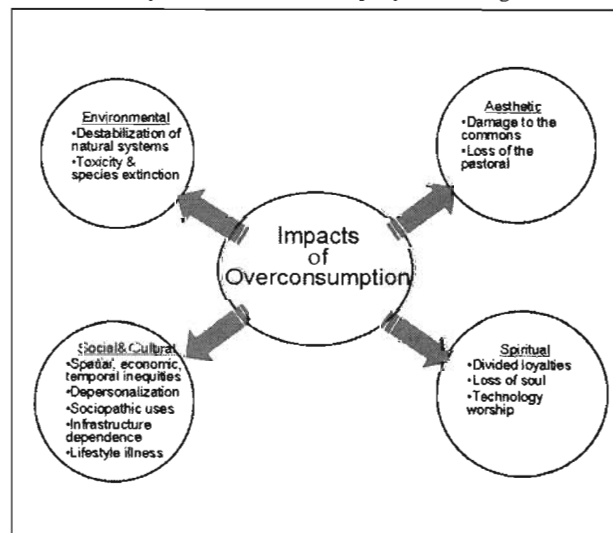 Environmental
•Destabilization of
natural systems
•Toxicity &
species extinction
Aesthetic
•Damage to the
commons
•Loss of the
pastoral
Impacts
of
Overconsumption
Social& Cultural
•Spatial, economic,
temporal inequities
•Depersonalization
•Sociopathic uses
•Infrastructure
dependence
•Lifestyle illness
Spiritual
•Divided loyalties
•Loss of soul
•Technology
worship